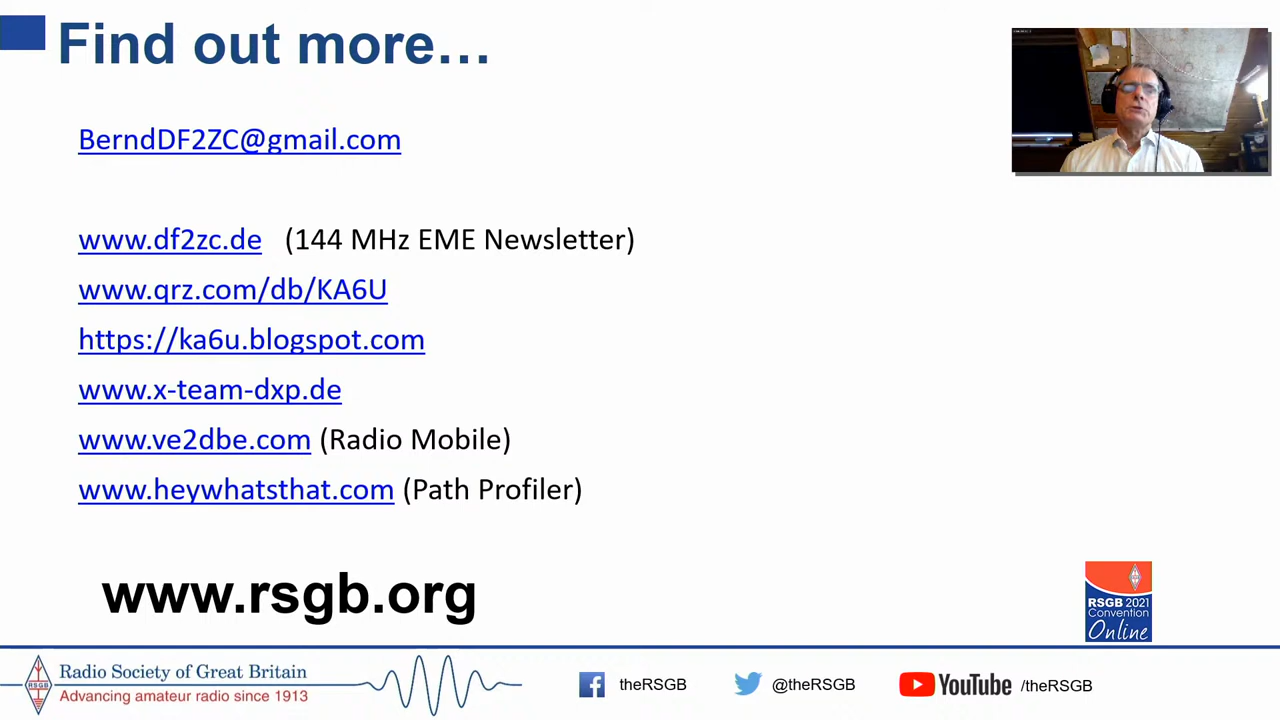 Find out more…
BerndDF2ZC@gmail.com
www.df2zc.de (144 MHz EME Newsletter)
www.qrz.com/db/KA6U
https://ka6u.blogspot.com
www.x-team-dxp.de
www.ve2dbe.com (Radio Mobile)
www.heywhatsthat.com (Path Profiler)
www.rsgb.org
RSGB 2021
Convention
Online
RSGB
Radio Society of Great Britain
Advancing amateur radio since 1913
theRSGB
@theRSGB
YouTube /theRSGB